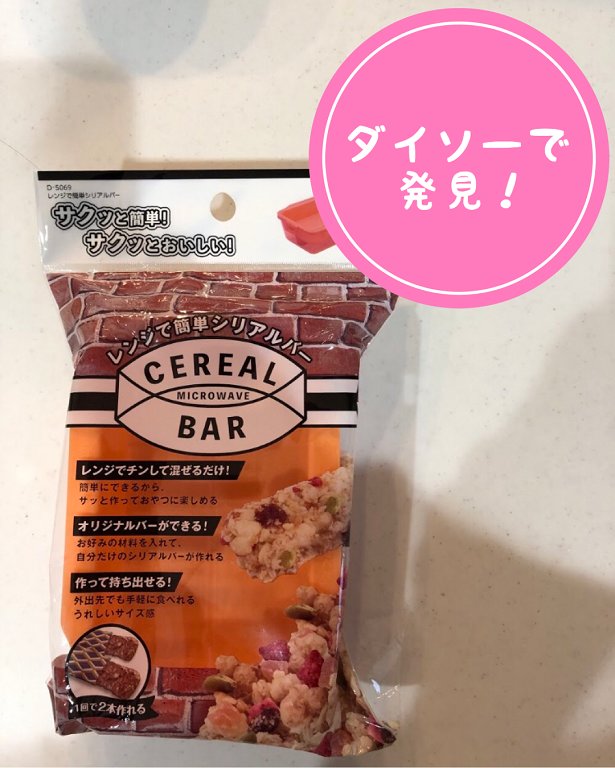 ダイソーで
発見！
D-S069
レンジで簡単シリアルバー
サクッと簡単!
サクッとおいしい!
レンジで簡単シリアルバー
CEREAL
MICROWAVE
BAR
レンジでチンして混ぜるだけ!
簡単にできるから、
サッと作っておやつに楽しめる
オリジナルバーができる!
お好みの材料を入れて、
自分だけのシリアルバーが作れる
作って持ち出せる!
外出先でも手軽に食べれる
うれしいサイズ感
1回で2本作れる